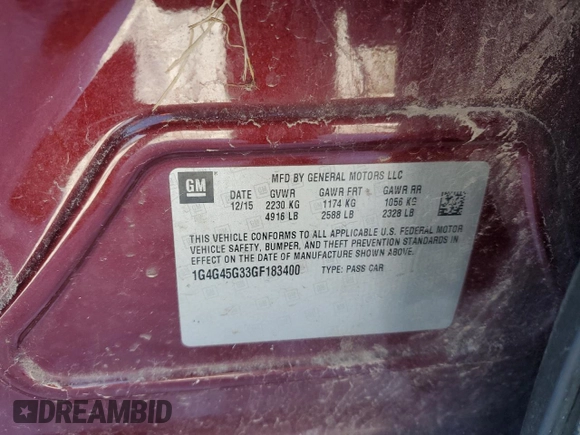 GM
MFD BY GENERAL MOTORS LLC
DATE GVWR GAWR FRT GAWR RR
12/15 2230 KG 1174 KG 1056 KG
4916 LB 2588 LB 2328 LB
THIS VEHICLE CONFORMS TO ALL APPLICABLE U.S. FEDERAL MOTOR
VEHICLE SAFETY, BUMPER, AND THEFT PREVENTION STANDARDS IN
EFFECT ON THE DATE OF MANUFACTURE SHOWN ABOVE.
1G4G45G33GF183400 TYPE: PASS CAR
DREAMBID